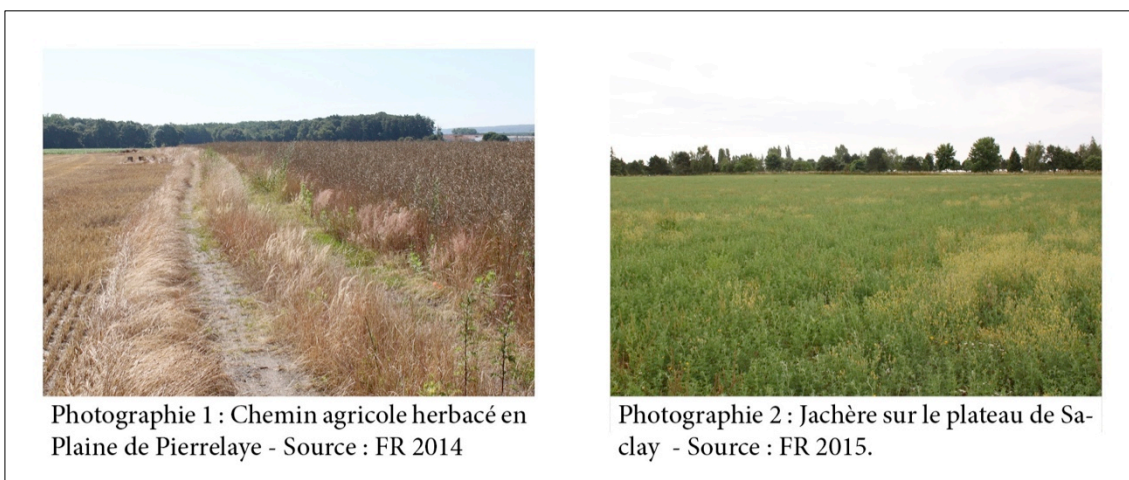 Photographie 1 : Chemin agricole herbacé en
Plaine de Pierrelaye - Source : FR 2014
Photographie 2 : Jachère sur le plateau de Sa-
clay - Source : FR 2015.